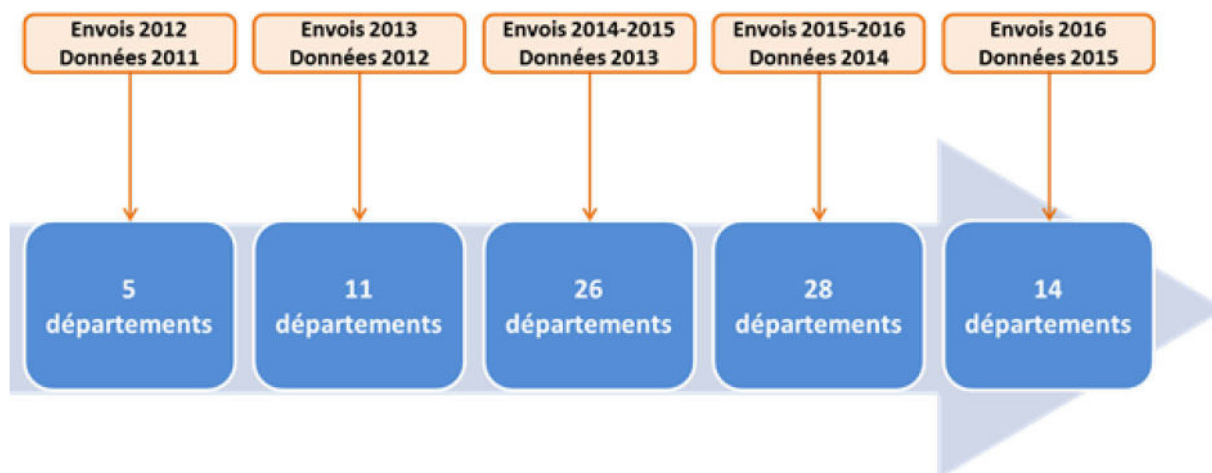 Envois 2012
Données 2011
Envois 2013
Données 2012
Envois 2014-2015
Données 2013
Envois 2015-2016
Données 2014
Envois 2016
Données 2015
5
départements
11
départements
26
départements
28
départements
14
départements